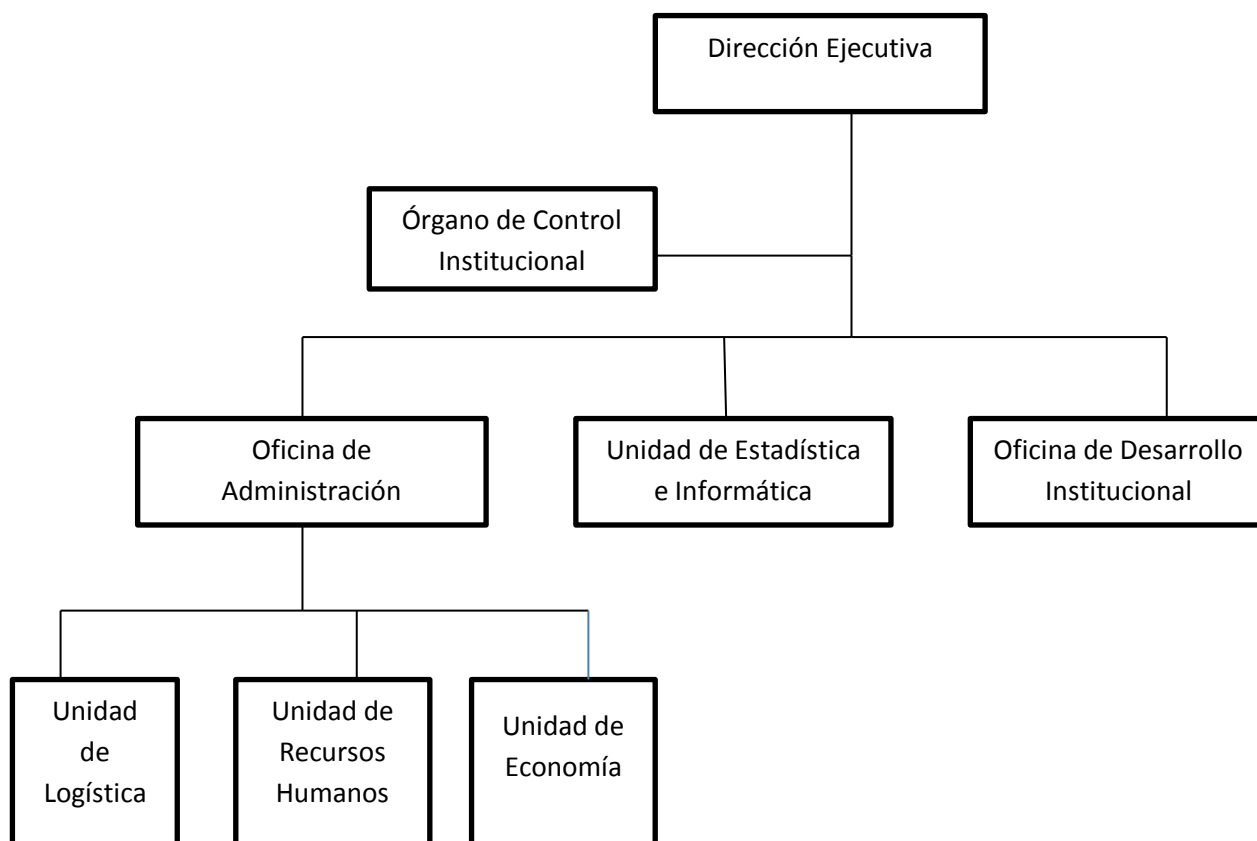 Dirección Ejecutiva
Órgano de Control
Institucional
Oficina de
Administración
Unidad de Estadística
e Informática
Oficina de Desarrollo
Institucional
Unidad
de
Logística
Unidad de
Recursos
Humanos
Unidad de
Economía